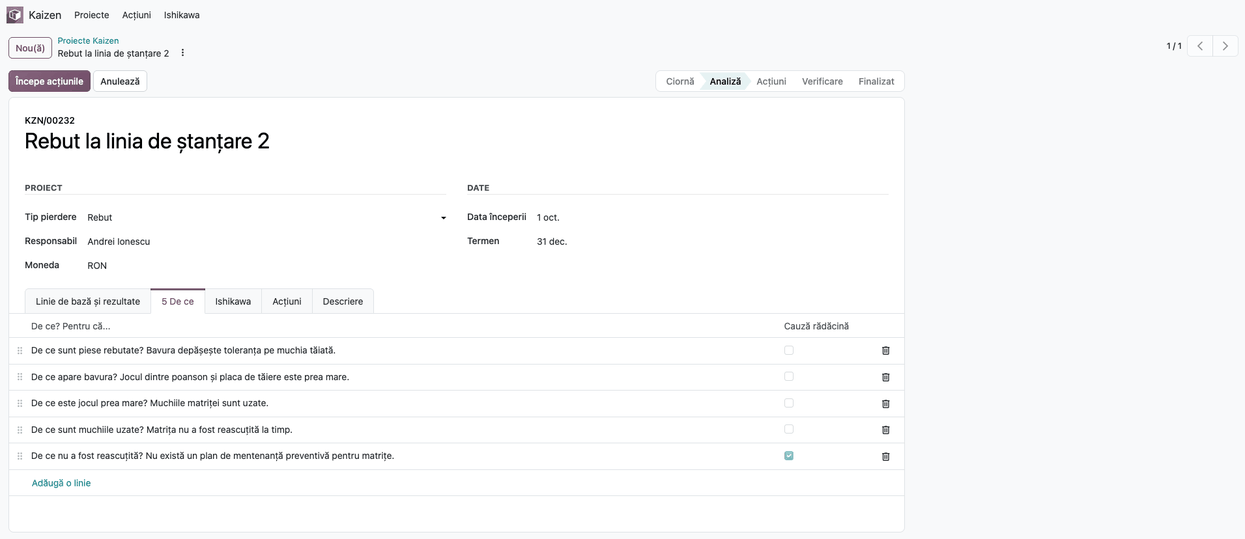 Kaizen Proiecte Acțiuni Ishikawa
Nou(ă) Proiecte Kaizen
Rebut la linia de ștanțare 2
1 / 1
Începe acțiunile Anulează Ciornă Analiză Acțiuni Verificare Finalizat
KZN/00232
Rebut la linia de ștanțare 2
PROIECT DATE
Tip pierdere Rebut Data începerii 1 oct.
Responsabil Andrei Ionescu Termen 31 dec.
Moneda RON
Linie de bază și rezultate 5 De ce Ishikawa Acțiuni Descriere
De ce? Pentru că... Cauză rădăcină
De ce sunt piese rebutate? Bavura depășește toleranța pe muchia tăiată.
De ce apare bavura? Jocul dintre poanson și placa de tăiere este prea mare.
De ce este jocul prea mare? Muchiile matriței sunt uzate.
De ce sunt muchiile uzate? Matrița nu a fost reascuțită la timp.
De ce nu a fost reascuțită? Nu există un plan de mentenanță preventivă pentru matrițe.
Adăugă o linie